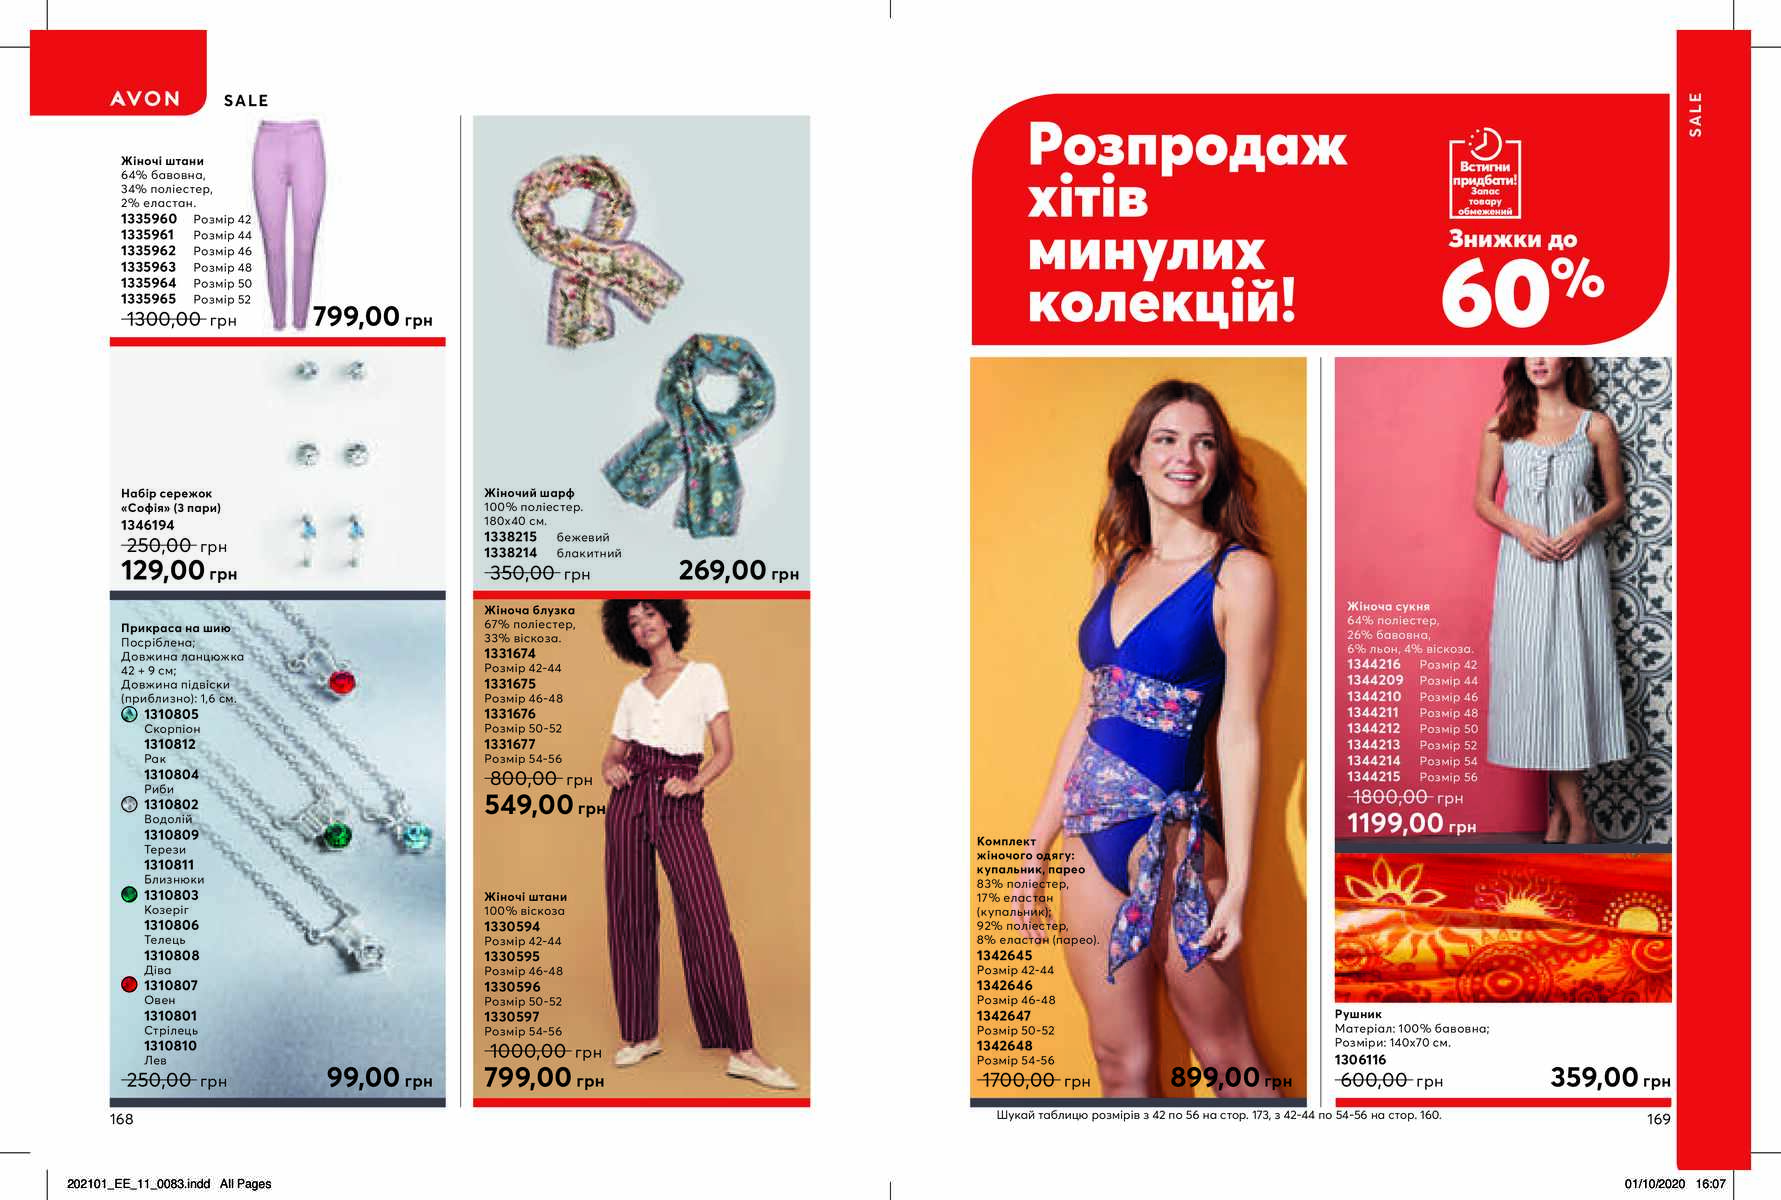 AVON
SALE
Жіночі штани
64% бавовна,
34% поліестер,
2% еластан.
1335960 Розмір 42
1335961 Розмір 44
1335962 Розмір 46
1335963 Розмір 48
1335964 Розмір 50
1335965 Розмір 52
1300,00 грн
799,00 грн
Набір сережок
«Софія» (3 пари)
1346194
250,00 грн
129,00 грн
Прикраса на шию
Посріблена;
Довжина ланцюжка
42 + 9 см;
Довжина підвіски
(приблизно): 1,6 см.
1310805
Скорпіон
1310812
Рак
1310804
Риби
1310802
Водолій
1310809
Терези
1310811
Близнюки
1310803
Козеріг
1310806
Телець
1310808
Діва
1310807
Овен
1310801
Стрілець
1310810
Лев
250,00 грн
99,00 грн
168
Жіночий шарф
100% поліестер.
180х40 см.
1338215 бежевий
1338214 блакитний
350,00 грн
269,00 грн
Жіноча блузка
67% поліестер,
33% віскоза.
1331674
Розмір 42-44
1331675
Розмір 46-48
1331676
Розмір 50-52
1331677
Розмір 54-56
800,00 грн
549,00 грн
Жіночі штани
100% віскоза
1330594
Розмір 42-44
1330595
Розмір 46-48
1330596
Розмір 50-52
1330597
Розмір 54-56
1000,00 грн
799,00 грн
Розпродаж
хітів
минулих
колекцій!
Встигни
придбати!
Запас
товару
обмежений
Знижки до
60%
SALE
Комплект
жіночого одягу:
купальник, парео
83% поліестер,
17% еластан
(купальник);
92% поліестер,
8% еластан (парео).
1342645
Розмір 42-44
1342646
Розмір 46-48
1342647
Розмір 50-52
1342648
Розмір 54-56
1700,00 грн
899,00 грн
Жіноча сукня
64% поліестер,
26% бавовна,
6% льон, 4% віскоза.
1344216 Розмір 42
1344209 Розмір 44
1344210 Розмір 46
1344211 Розмір 48
1344212 Розмір 50
1344213 Розмір 52
1344214 Розмір 54
1344215 Розмір 56
1800,00 грн
1199,00 грн
Рушник
Матеріал: 100% бавовна;
Розміри: 140х70 см.
1306116
600,00 грн
359,00 грн
Шукай таблицю розмірів з 42 по 56 на стор. 173, з 42-44 по 54-56 на стор. 160.
169
202101_EE_11_0083.indd All Pages
01/10/2020 16:07